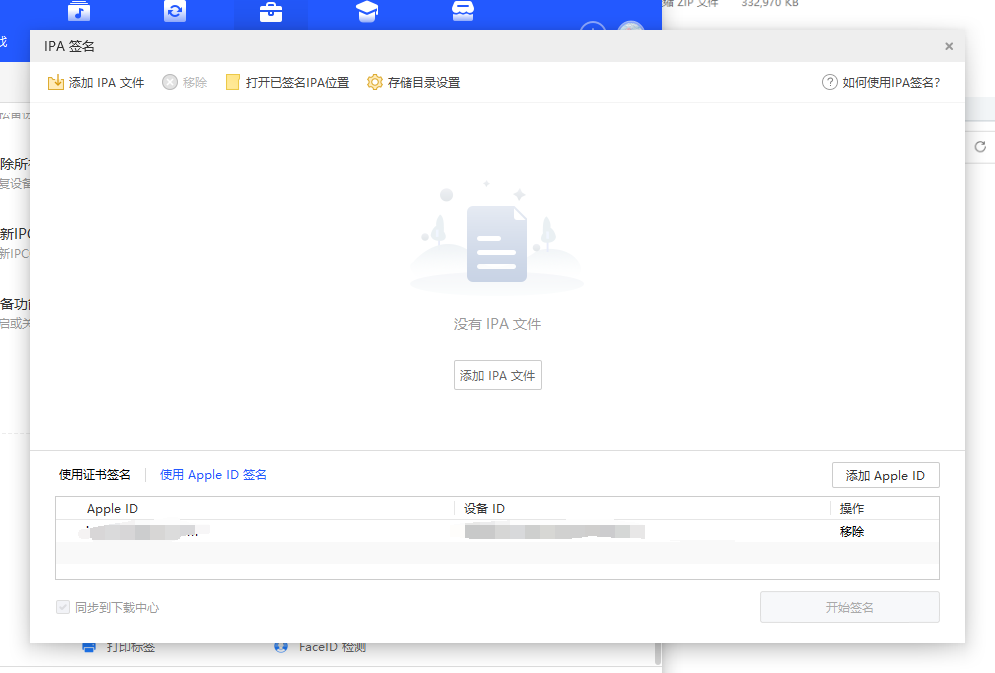 ZIP 文件 332,970 KB
IPA 签名
添加 IPA 文件 移除 打开已签名IPA位置 存储目录设置 如何使用IPA签名?
除所
复设备
新IPC
新IPC
备功
启或关
没有 IPA 文件
添加 IPA 文件
使用证书签名 使用 Apple ID 签名 添加 Apple ID
Apple ID 设备 ID 操作
... 移除
同步到下载中心 开始签名
打印标签 FaceID 检测